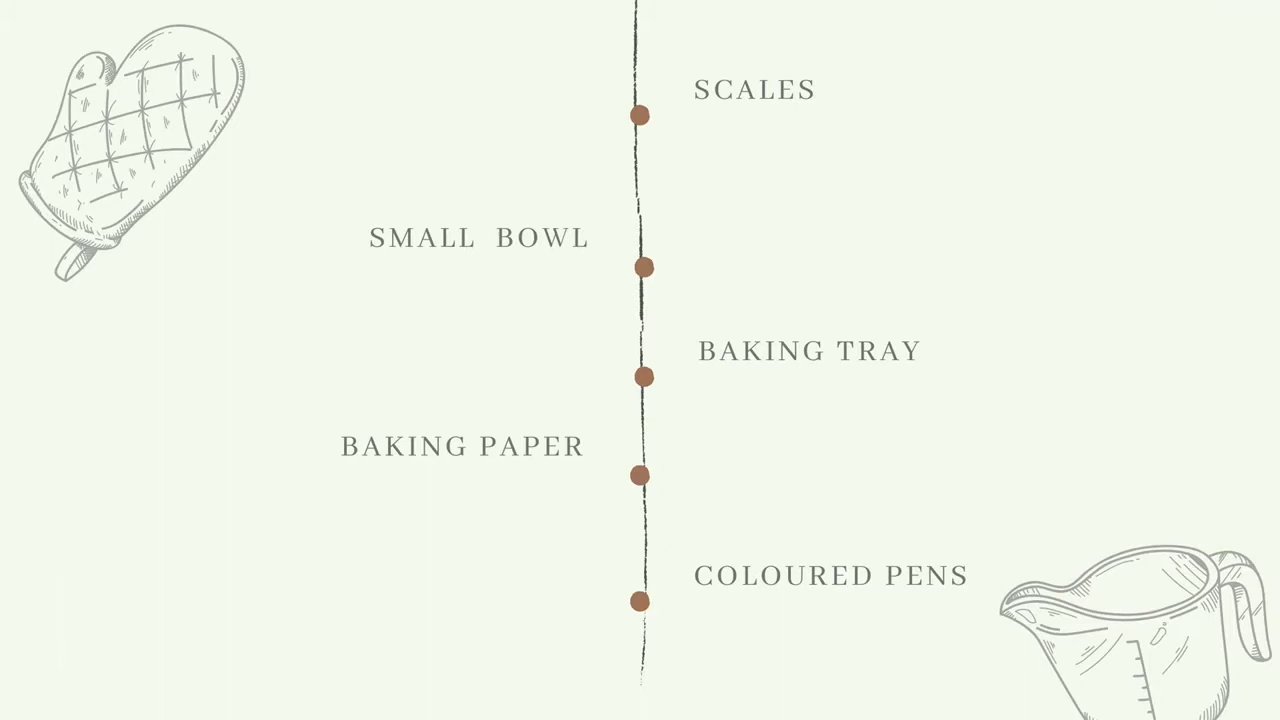 SCALES
SMALL BOWL
BAKING TRAY
BAKING PAPER
COLOURED PENS